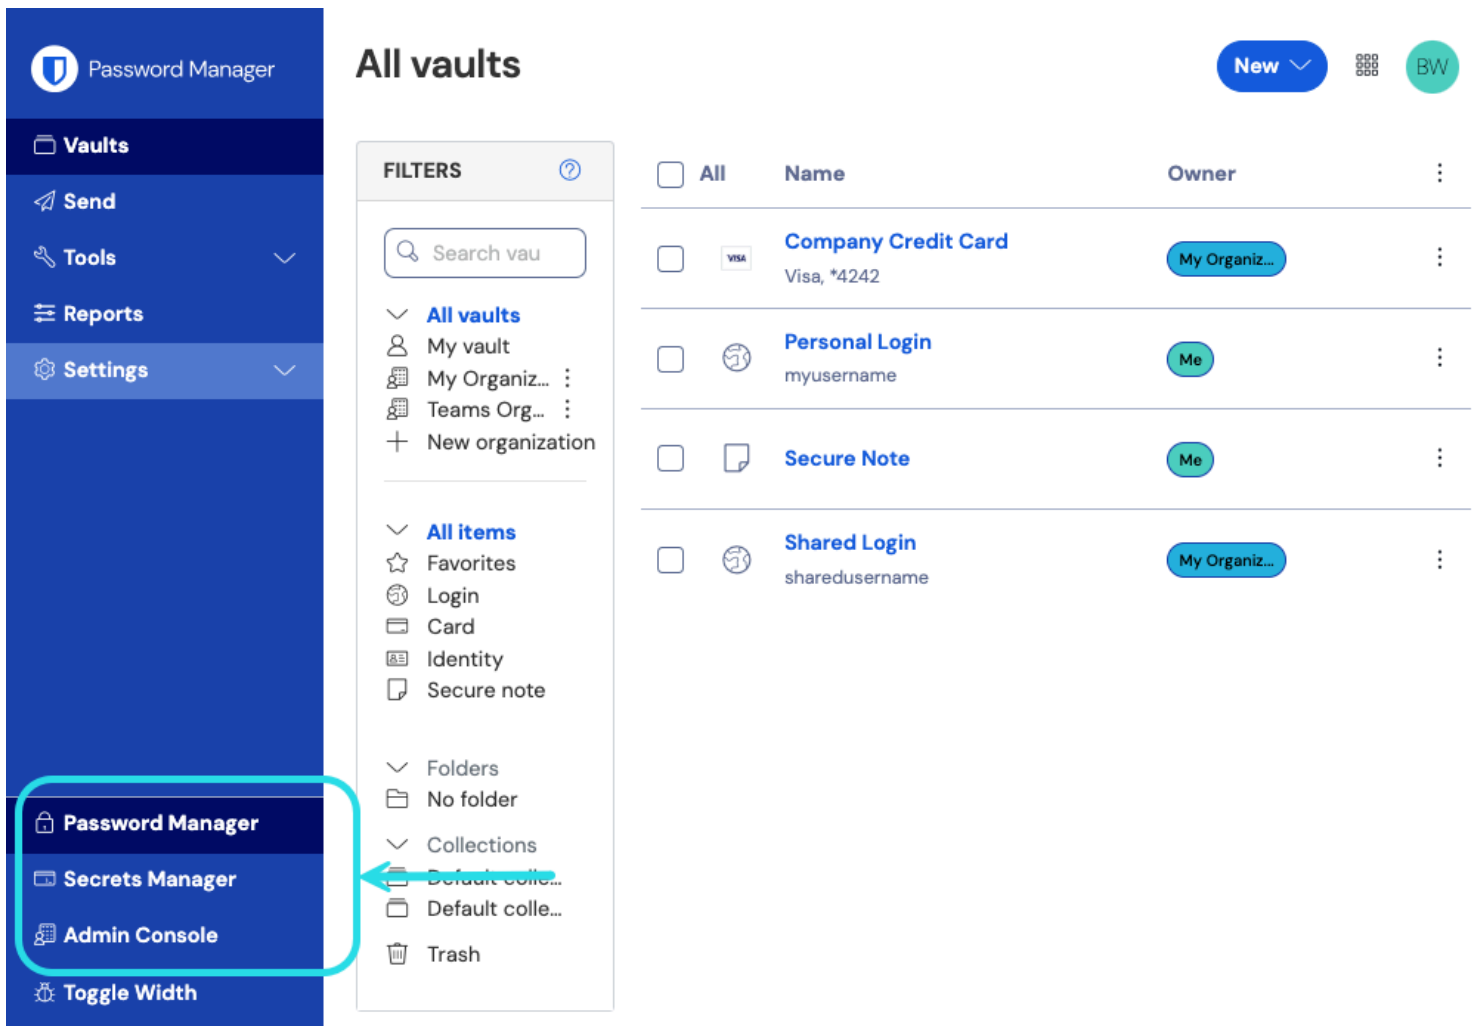 Password Manager
Vaults
Send
Tools
Reports
Settings
Password Manager
Secrets Manager
Admin Console
Toggle Width
All vaults
New
BW
FILTERS
Search vau
All vaults
My vault
My Organiz...
Teams Org...
New organization
All items
Favorites
Login
Card
Identity
Secure note
Folders
No folder
Collections
Default colle...
Default colle...
Trash
All Name Owner
VISA
Company Credit Card
Visa, *4242
My Organiz...
Personal Login
myusername
Me
Secure Note
Me
Shared Login
sharedusername
My Organiz...